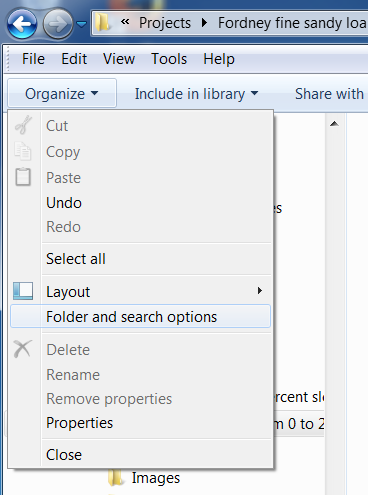 « Projects Fordney fine sandy loa
File Edit View Tools Help
Organize Include in library Share with
Cut
Copy
Paste
Undo
es
Redo
Select all
Layout
Folder and search options
Delete
Rename
Remove properties
ercent slo
Properties
m 0 to 2
Close
Images